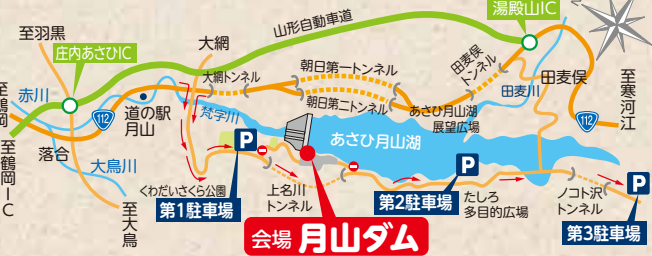 湯殿山IC
至羽黒
庄内あさひIC
大網
山形自動車道
朝日第一トンネル
田麦俣
トンネル
田麦俣
至寒河江
至鶴岡
赤川
大網トンネル
道の駅
月山
梵字川
朝日第二トンネル
あさひ月山湖
展望広場
田麦川
112
112
至鶴岡IC
落合
大鳥川
至大鳥
P
あさひ月山湖
P
P
くわだいさくら公園
第1駐車場
上名川
トンネル
第2駐車場
たしろ
多目的広場
ノコト沢
トンネル
第3駐車場
会場 月山ダム